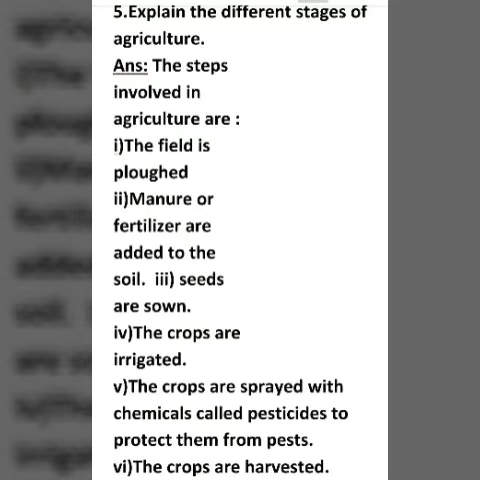 5.Explain the different stages of
agriculture.
Ans: The steps
involved in
agriculture are :
i)The field is
ploughed
ii)Manure or
fertilizer are
added to the
soil.  iii) seeds
are sown.
iv)The crops are
irrigated.
v)The crops are sprayed with
chemicals called pesticides to
protect them from pests.
vi)The crops are harvested.